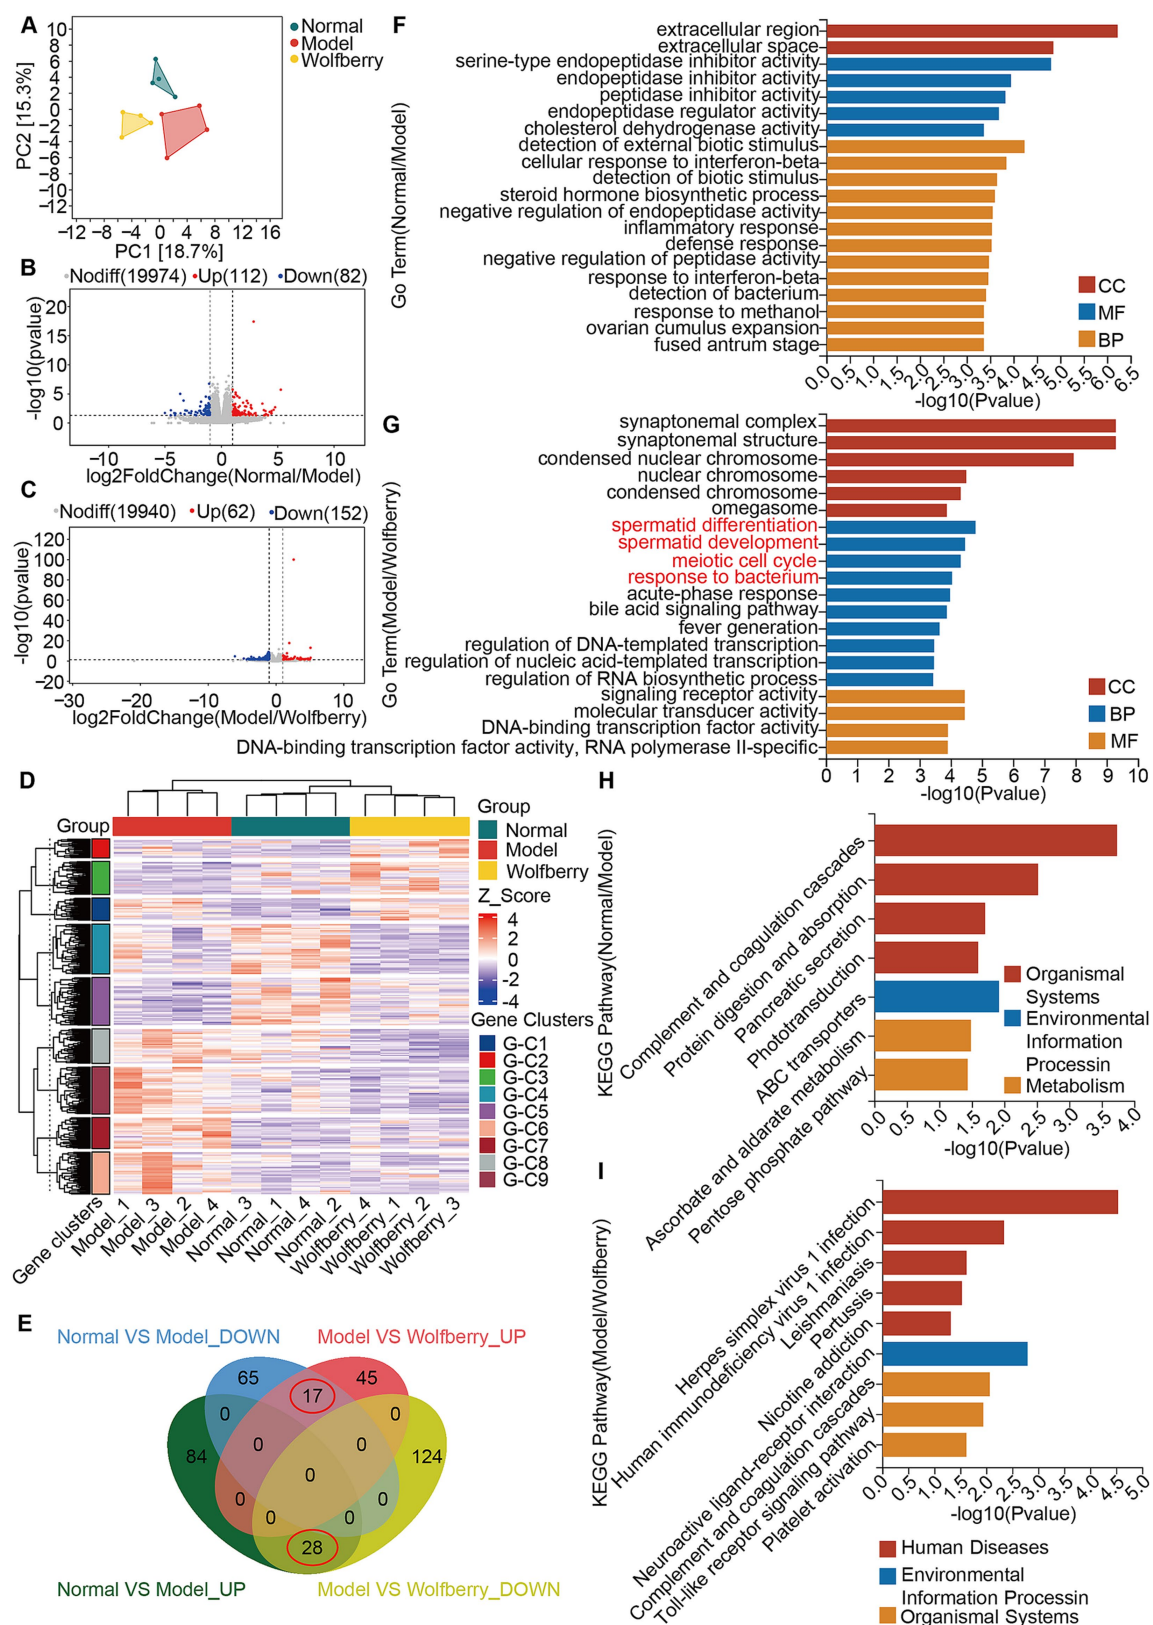 A
10
8
6
4
2
0
−2
−4
−6
−8
−10
−12
PC2 [15.3%]
−12 −8 −4 0 4 8 12 16
PC1 [18.7%]
Normal
Model
Wolfberry
B
Nodiff(19974) Up(112) Down(82)
20
15
10
5
0
-log10(pvalue)
−10 −5 0 5 10
log2FoldChange(Normal/Model)
C
Nodiff(19940) Up(62) Down(152)
120
100
80
60
40
20
0
−20
-log10(pvalue)
−30 −20 −10 0 10
log2FoldChange(Model/Wolfberry)
D
Group
Group
Normal
Model
Wolfberry
Z_Score
4
2
0
-2
-4
Gene Clusters
G-C1
G-C2
G-C3
G-C4
G-C5
G-C6
G-C7
G-C8
G-C9
Gene clusters
Model_1
Model_3
Model_2
Model_4
Normal_3
Normal_1
Normal_4
Normal_2
Wolfberry_4
Wolfberry_1
Wolfberry_2
Wolfberry_3
E
Normal VS Model_DOWN
Model VS Wolfberry_UP
65
45
17
0
0
84
0
0
124
0
0
0
0
0
28
Normal VS Model_UP
Model VS Wolfberry_DOWN
F
Go Term(Normal/Model)
extracellular region
extracellular space
serine-type endopeptidase inhibitor activity
endopeptidase inhibitor activity
peptidase inhibitor activity
endopeptidase regulator activity
cholesterol dehydrogenase activity
detection of external biotic stimulus
cellular response to interferon-beta
detection of biotic stimulus
steroid hormone biosynthetic process
negative regulation of endopeptidase activity
inflammatory response
defense response
negative regulation of peptidase activity
response to interferon-beta
detection of bacterium
response to methanol
ovarian cumulus expansion
fused antrum stage
CC
MF
BP
0.0 0.5 1.0 1.5 2.0 2.5 3.0 3.5 4.0 4.5 5.0 5.5 6.0 6.5
-log10(Pvalue)
G
Go Term(Model/Wolfberry)
synaptonemal complex
synaptonemal structure
condensed nuclear chromosome
nuclear chromosome
condensed chromosome
omegasome
spermatid differentiation
spermatid development
meiotic cell cycle
response to bacterium
acute-phase response
bile acid signaling pathway
fever generation
regulation of DNA-templated transcription
regulation of nucleic acid-templated transcription
regulation of RNA biosynthetic process
signaling receptor activity
molecular transducer activity
DNA-binding transcription factor activity
DNA-binding transcription factor activity, RNA polymerase II-specific
CC
BP
MF
0 1 2 3 4 5 6 7 8 9 10
-log10(Pvalue)
H
KEGG Pathway(Normal/Model)
Complement and coagulation cascades
Protein digestion and absorption
Pancreatic secretion
Phototransduction
ABC transporters
Ascorbate and aldarate metabolism
Pentose phosphate pathway
Organismal
Systems
Environmental
Information
Processin
Metabolism
0.0 0.5 1.0 1.5 2.0 2.5 3.0 3.5 4.0
-log10(Pvalue)
I
KEGG Pathway(Model/Wolfberry)
Herpes simplex virus 1 infection
Human immunodeficiency virus 1 infection
Leishmaniasis
Pertussis
Nicotine addiction
Neuroactive ligand-receptor interaction
Complement and coagulation cascades
Toll-like receptor signaling pathway
Platelet activation
0.0 0.5 1.0 1.5 2.0 2.5 3.0 3.5 4.0 4.5 5.0
-log10(Pvalue)
Human Diseases
Environmental
Information Processin
Organismal Systems